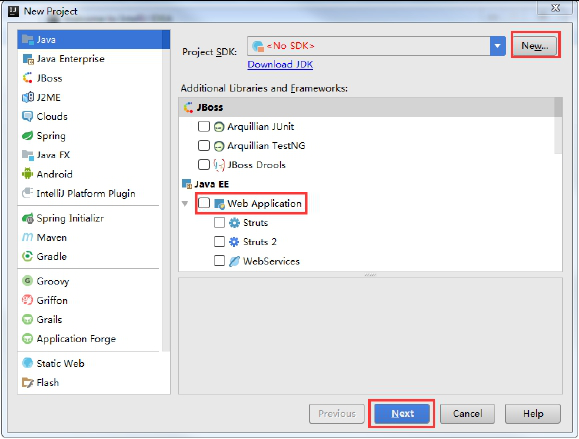 New Project
Java
Java Enterprise
JBoss
J2ME
Clouds
Spring
Java FX
Android
IntelliJ Platform Plugin
Spring Initializr
Maven
Gradle
Groovy
Griffon
Grails
Application Forge
Static Web
Flash
Project SDK: <No SDK> New...
Download JDK
Additional Libraries and Frameworks:
JBoss
Arquillian JUnit
Arquillian TestNG
JBoss Drools
Java EE
Web Application
Struts
Struts 2
WebServices
Previous Next Cancel Help